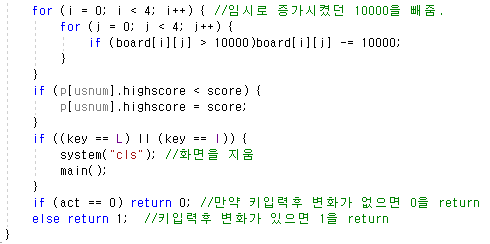 for (i = 0; i < 4; i++) { //임시로 증가시켰던 10000을 빼줌.
for (j = 0; j < 4; j++) {
if (board[i][j] > 10000)board[i][j] -= 10000;
}
}
if (p[usnum].highscore < score) {
p[usnum].highscore = score;
}
if ((key == L) || (key == l)) {
system("cls"); //화면을 지움
main();
}
if (act == 0) return 0; //만약 키입력후 변화가 없으면 0을 return
else return 1; //키입력후 변화가 있으면 1을 return
}